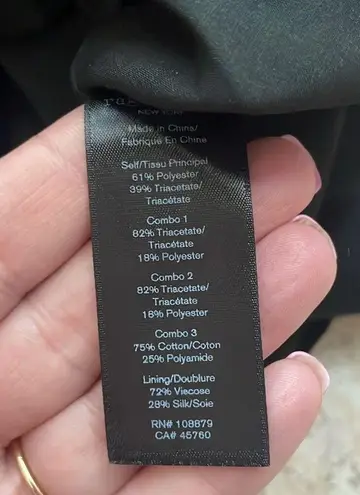 NEW YORK
Made in China/
Fabriqué En China
Self/Tissu Principal
61% Polyester
39% Triacetate/
Triacétate
Combo 1
82% Triacetate/
Triacétate
18% Polyester
Combo 2
82% Triacetate/
Triacétate
18% Polyester
Combo 3
75% Cotton/Coton
25% Polyamide
Lining/Doublure
72% Viscose
28% Silk/Soie
RN# 108879
CA# 45760